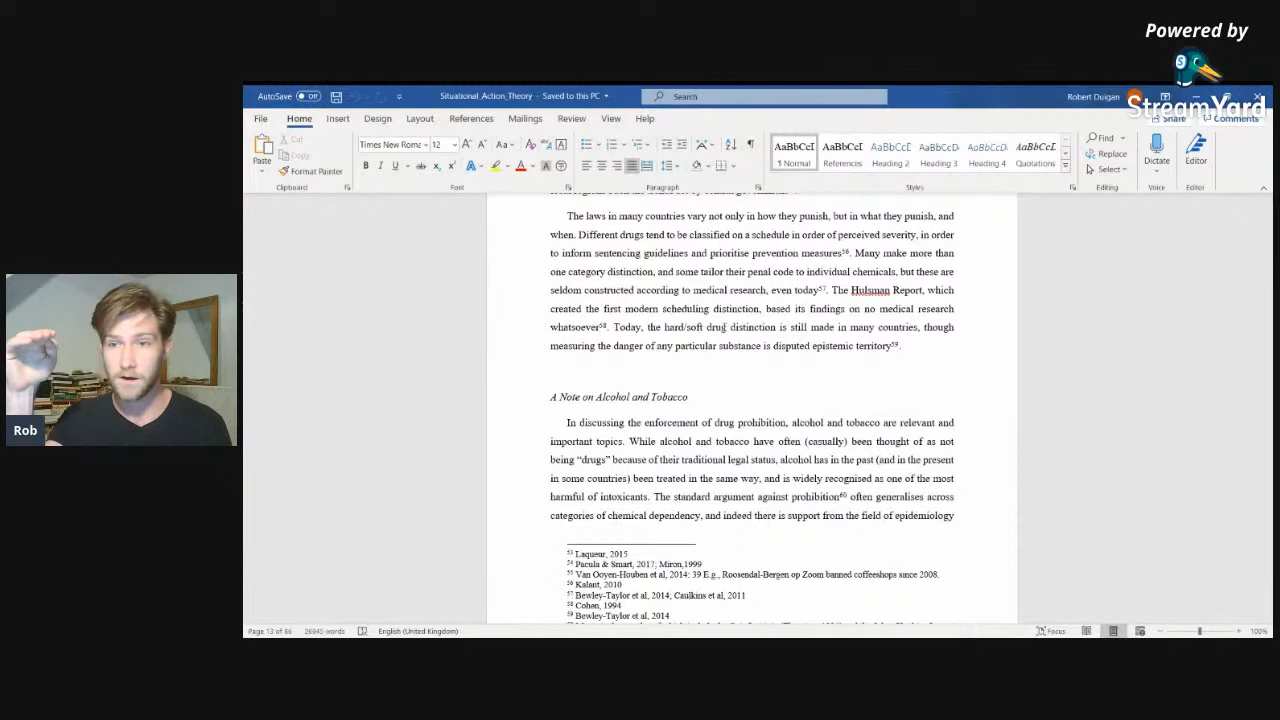 Powered by
StreamYard
AutoSave Off
Situational_Action_Theory – Saved to this PC
Search
Robert Duigan
File Home Insert Design Layout References Mailings Review View Help
Share Comments
Paste
Cut
Copy
Format Painter
Clipboard
Times New Roma 12
Font
Paragraph
AaBbCcI AaBbCcI AaBbCcI AaBbCcD AaBbCcD AaBbCcI
1 Normal References Heading 2 Heading 3 Heading 4 Quotations
Styles
Find
Replace
Select
Editing
Dictate
Voice
Editor
Editor
The laws in many countries vary not only in how they punish, but in what they punish, and
when. Different drugs tend to be classified on a schedule in order of perceived severity, in order
to inform sentencing guidelines and prioritise prevention measures56. Many make more than
one category distinction, and some tailor their penal code to individual chemicals, but these are
seldom constructed according to medical research, even today57. The Hulsman Report, which
created the first modern scheduling distinction, based its findings on no medical research
whatsoever58. Today, the hard/soft drug distinction is still made in many countries, though
measuring the danger of any particular substance is disputed epistemic territory59.
A Note on Alcohol and Tobacco
In discussing the enforcement of drug prohibition, alcohol and tobacco are relevant and
important topics. While alcohol and tobacco have often (casually) been thought of as not
being “drugs” because of their traditional legal status, alcohol has in the past (and in the present
in some countries) been treated in the same way, and is widely recognised as one of the most
harmful of intoxicants. The standard argument against prohibition60 often generalises across
categories of chemical dependency, and indeed there is support from the field of epidemiology
53 Laqueur, 2015
54 Pacula & Smart, 2017; Miron,1999
55 Van Ooyen-Houben et al, 2014: 39 E.g., Roosendal-Bergen op Zoom banned coffeeshops since 2008.
56 Kalant, 2010
57 Bewley-Taylor et al, 2014; Caulkins et al, 2011
58 Cohen, 1994
59 Bewley-Taylor et al, 2014
Rob
Page 13 of 66 26945 words English (United Kingdom)
Focus
100%